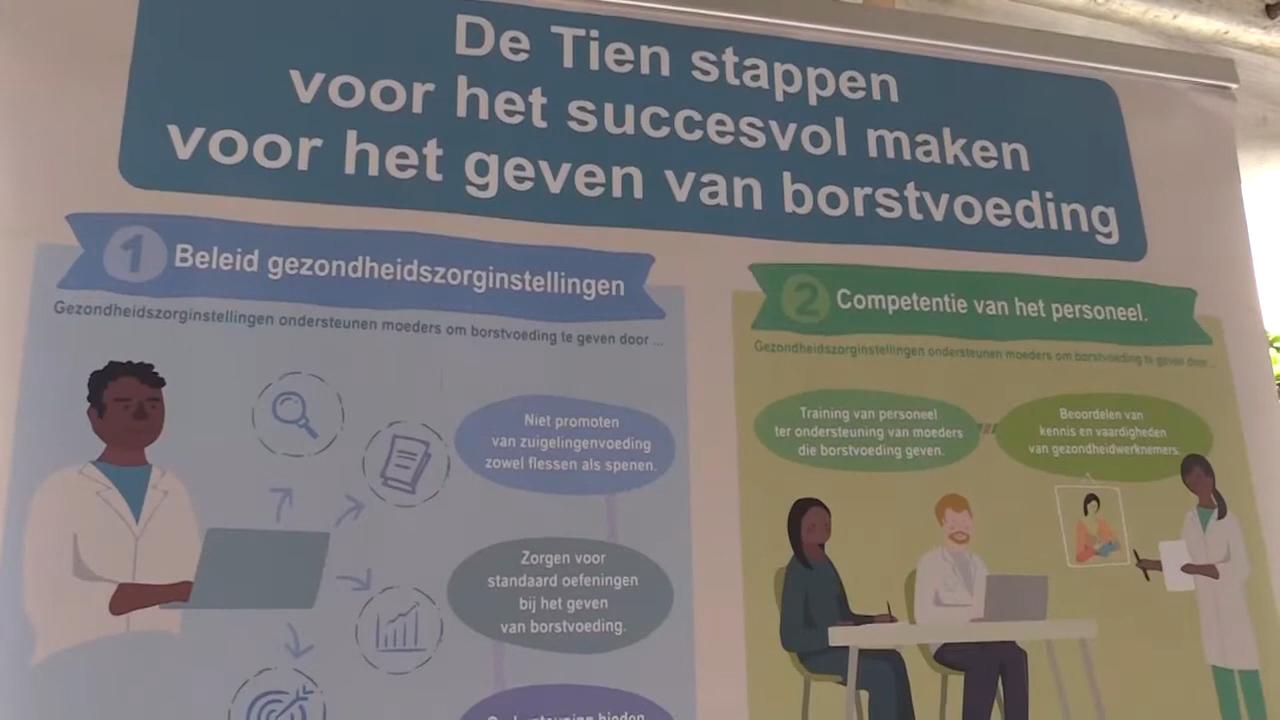 De Tien stappen
voor het succesvol maken
voor het geven van borstvoeding
1 Beleid gezondheidszorginstellingen
Gezondheidszorginstellingen ondersteunen moeders om borstvoeding te geven door ...
Niet promoten
van zuigelingenvoeding
zowel flessen als spenen.
Zorgen voor
standaard oefeningen
bij het geven
van borstvoeding.
2 Competentie van het personeel.
Gezondheidszorginstellingen ondersteunen moeders om borstvoeding te geven door ...
Training van personeel
ter ondersteuning van moeders
die borstvoeding geven.
Beoordelen van
kennis en vaardigheden
van gezondheidwerknemers.